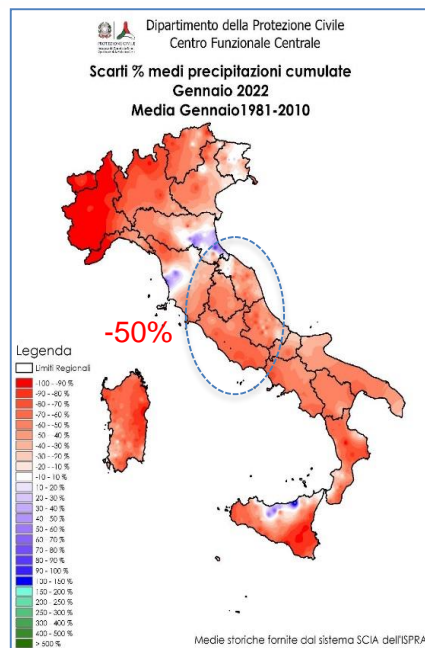 Dipartimento della Protezione Civile
Centro Funzionale Centrale
Scarti % medi precipitazioni cumulate
Gennaio 2022
Media Gennaio1981-2010
-50%
Legenda
Limiti Regionali
-100 - -90 %
-90 - -80 %
-80 - -70 %
-70 - -60 %
-60 - -50 %
-50 - -40 %
-40 - -30 %
-30 - -20 %
-20 - -10 %
-10 - 10 %
10 - 20 %
20 - 30 %
30 - 40 %
40 - 50 %
50 - 60 %
60 - 70 %
70 - 80 %
80 - 90 %
90 - 100 %
100 - 150 %
150 - 200 %
200 - 250 %
250 - 300 %
300 - 400 %
400 - 500 %
> 500 %
Medie storiche fornite dal sistema SCIA dell'ISPRA